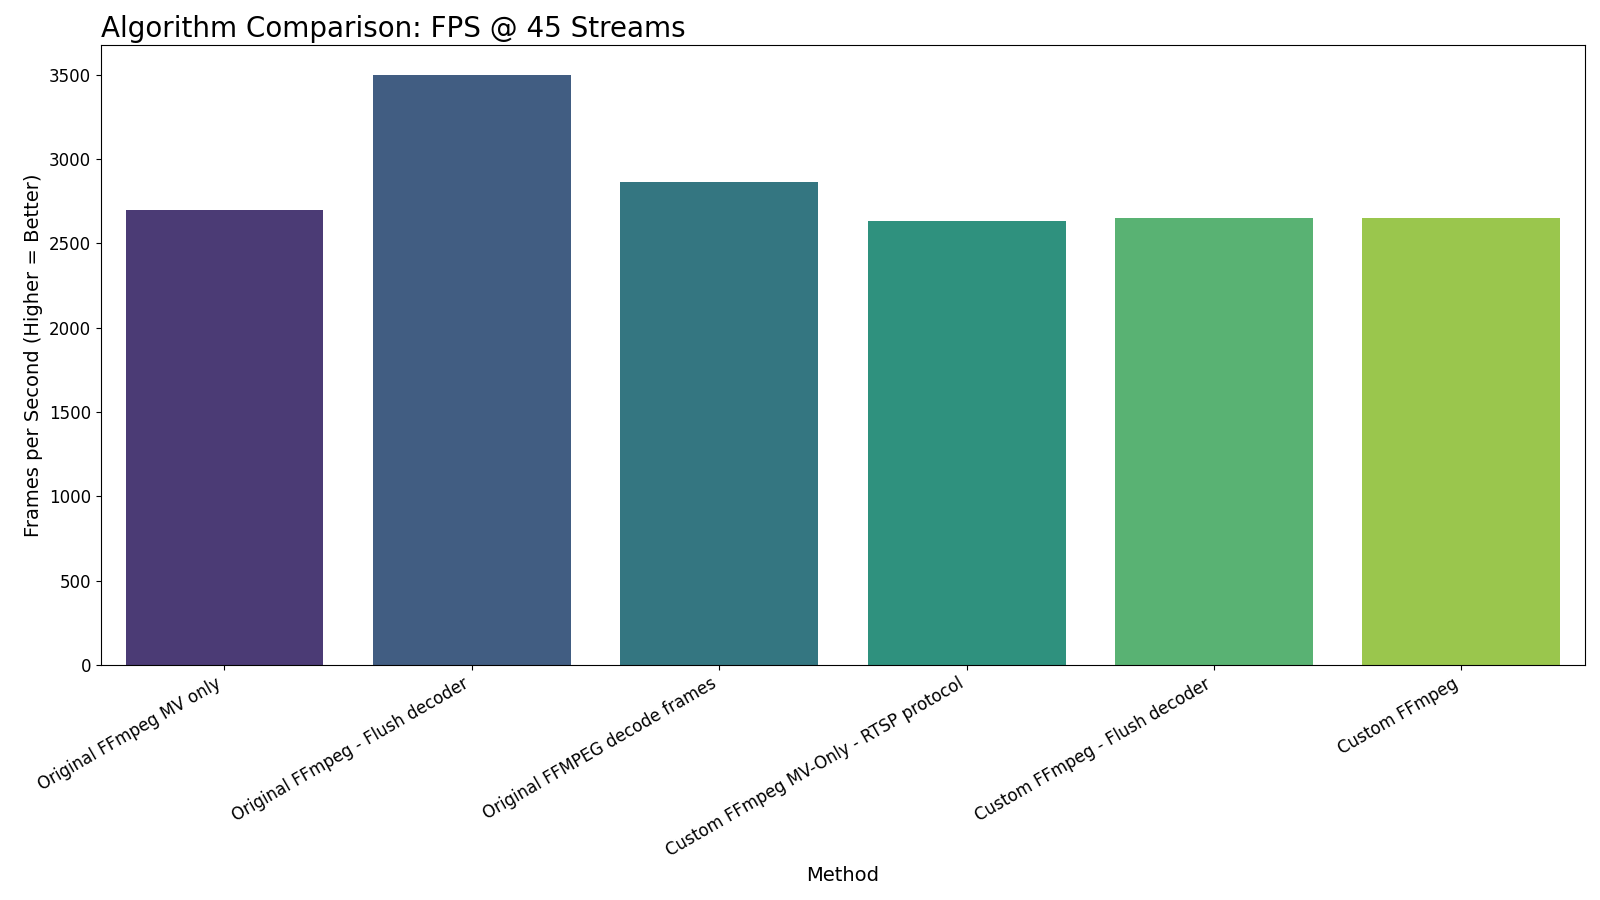 Algorithm Comparison: FPS @ 45 Streams
Frames per Second (Higher = Better)
3500
3000
2500
2000
1500
1000
500
0
Original FFmpeg MV only
Original FFmpeg - Flush decoder
Original FFMPEG decode frames
Custom FFmpeg MV-Only - RTSP protocol
Custom FFmpeg - Flush decoder
Custom FFmpeg
Method